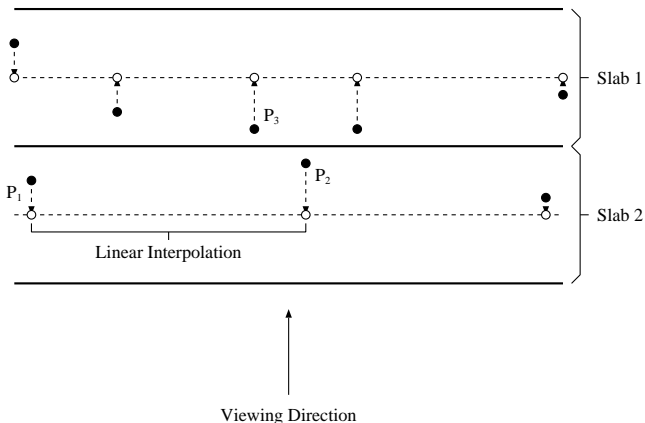 Slab 1
P3
P1
P2
Slab 2
Linear Interpolation
Viewing Direction